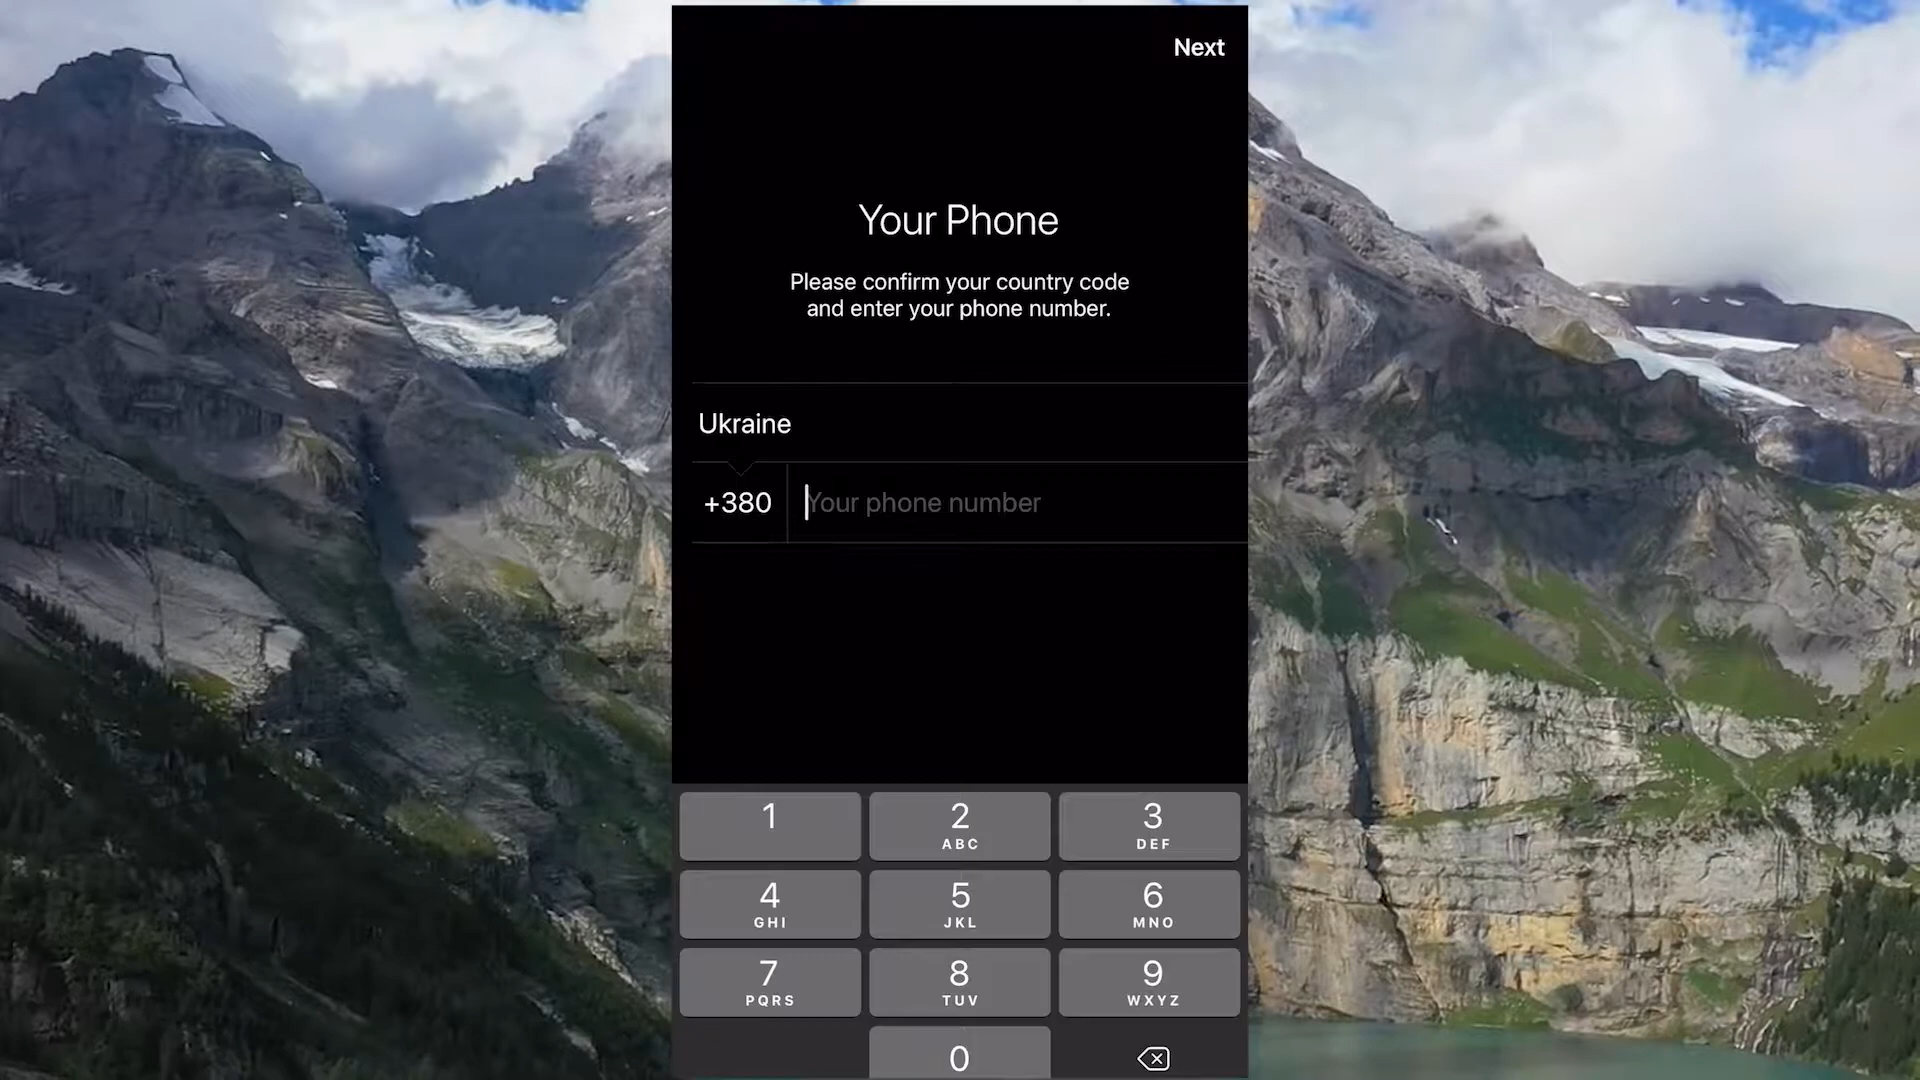 Next
Your Phone
Please confirm your country code
and enter your phone number.
Ukraine
+380 Your phone number
1 2 3
ABC DEF
4 5 6
GHI JKL MNO
7 8 9
PQRS TUV WXYZ
0